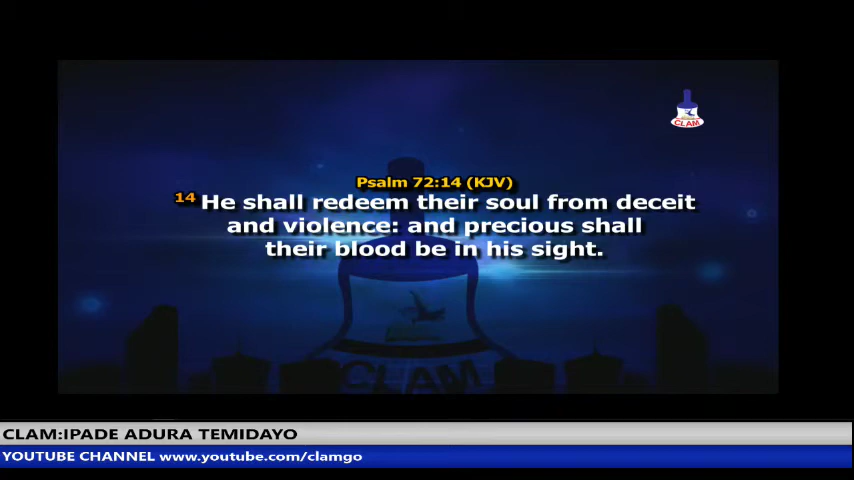 CLAM
Psalm 72:14 (KJV)
14 He shall redeem their soul from deceit
and violence: and precious shall
their blood be in his sight.
CLAM
CLAM:IPADE ADURA TEMIDAYO
YOUTUBE CHANNEL www.youtube.com/clamgo